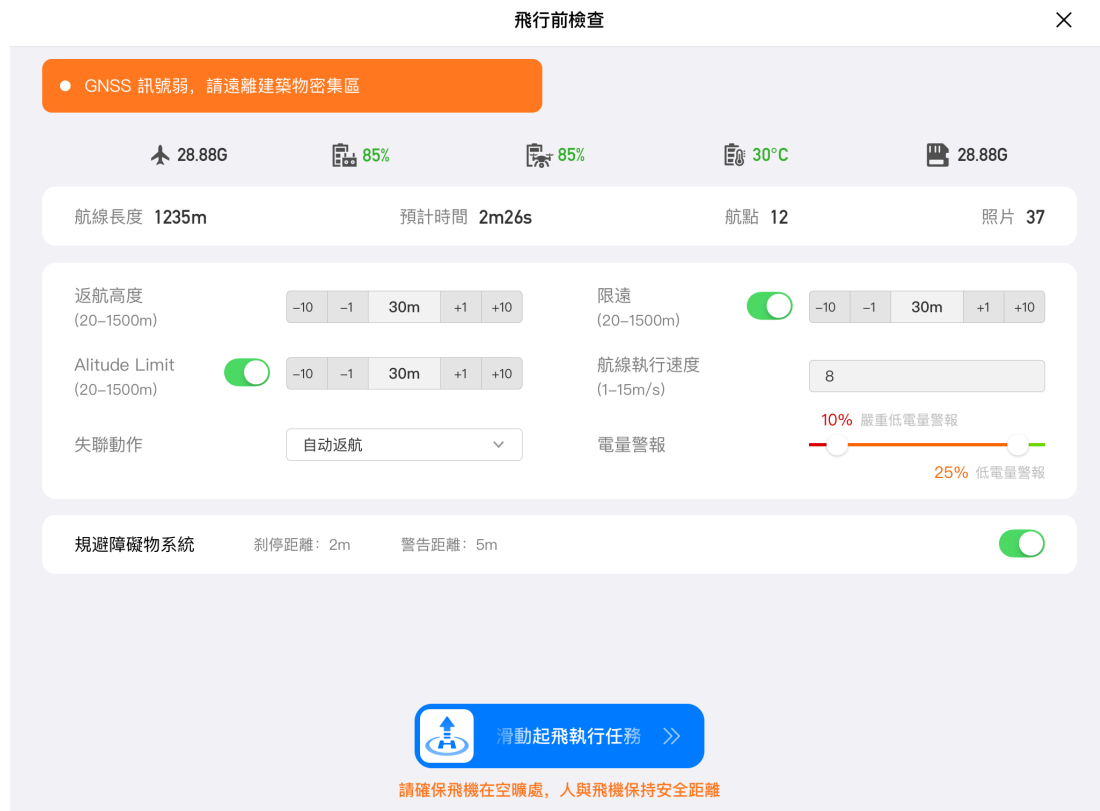 飛行前檢查
GNSS 訊號弱，請遠離建築物密集區
28.88G 85% 85% 30°C 28.88G
航線長度 1235m 預計時間 2m26s 航點 12 照片 37
返航高度
(20–1500m)
−10 −1 30m +1 +10
限遠
(20–1500m)
−10 −1 30m +1 +10
Alitude Limit
(20–1500m)
−10 −1 30m +1 +10
航線執行速度
(1–15m/s)
8
失聯動作
自动返航
電量警報
10% 嚴重低電量警報
25% 低電量警報
規避障礙物系統 剎停距離：2m 警告距離：5m
滑動起飛執行任務
請確保飛機在空曠處，人與飛機保持安全距離